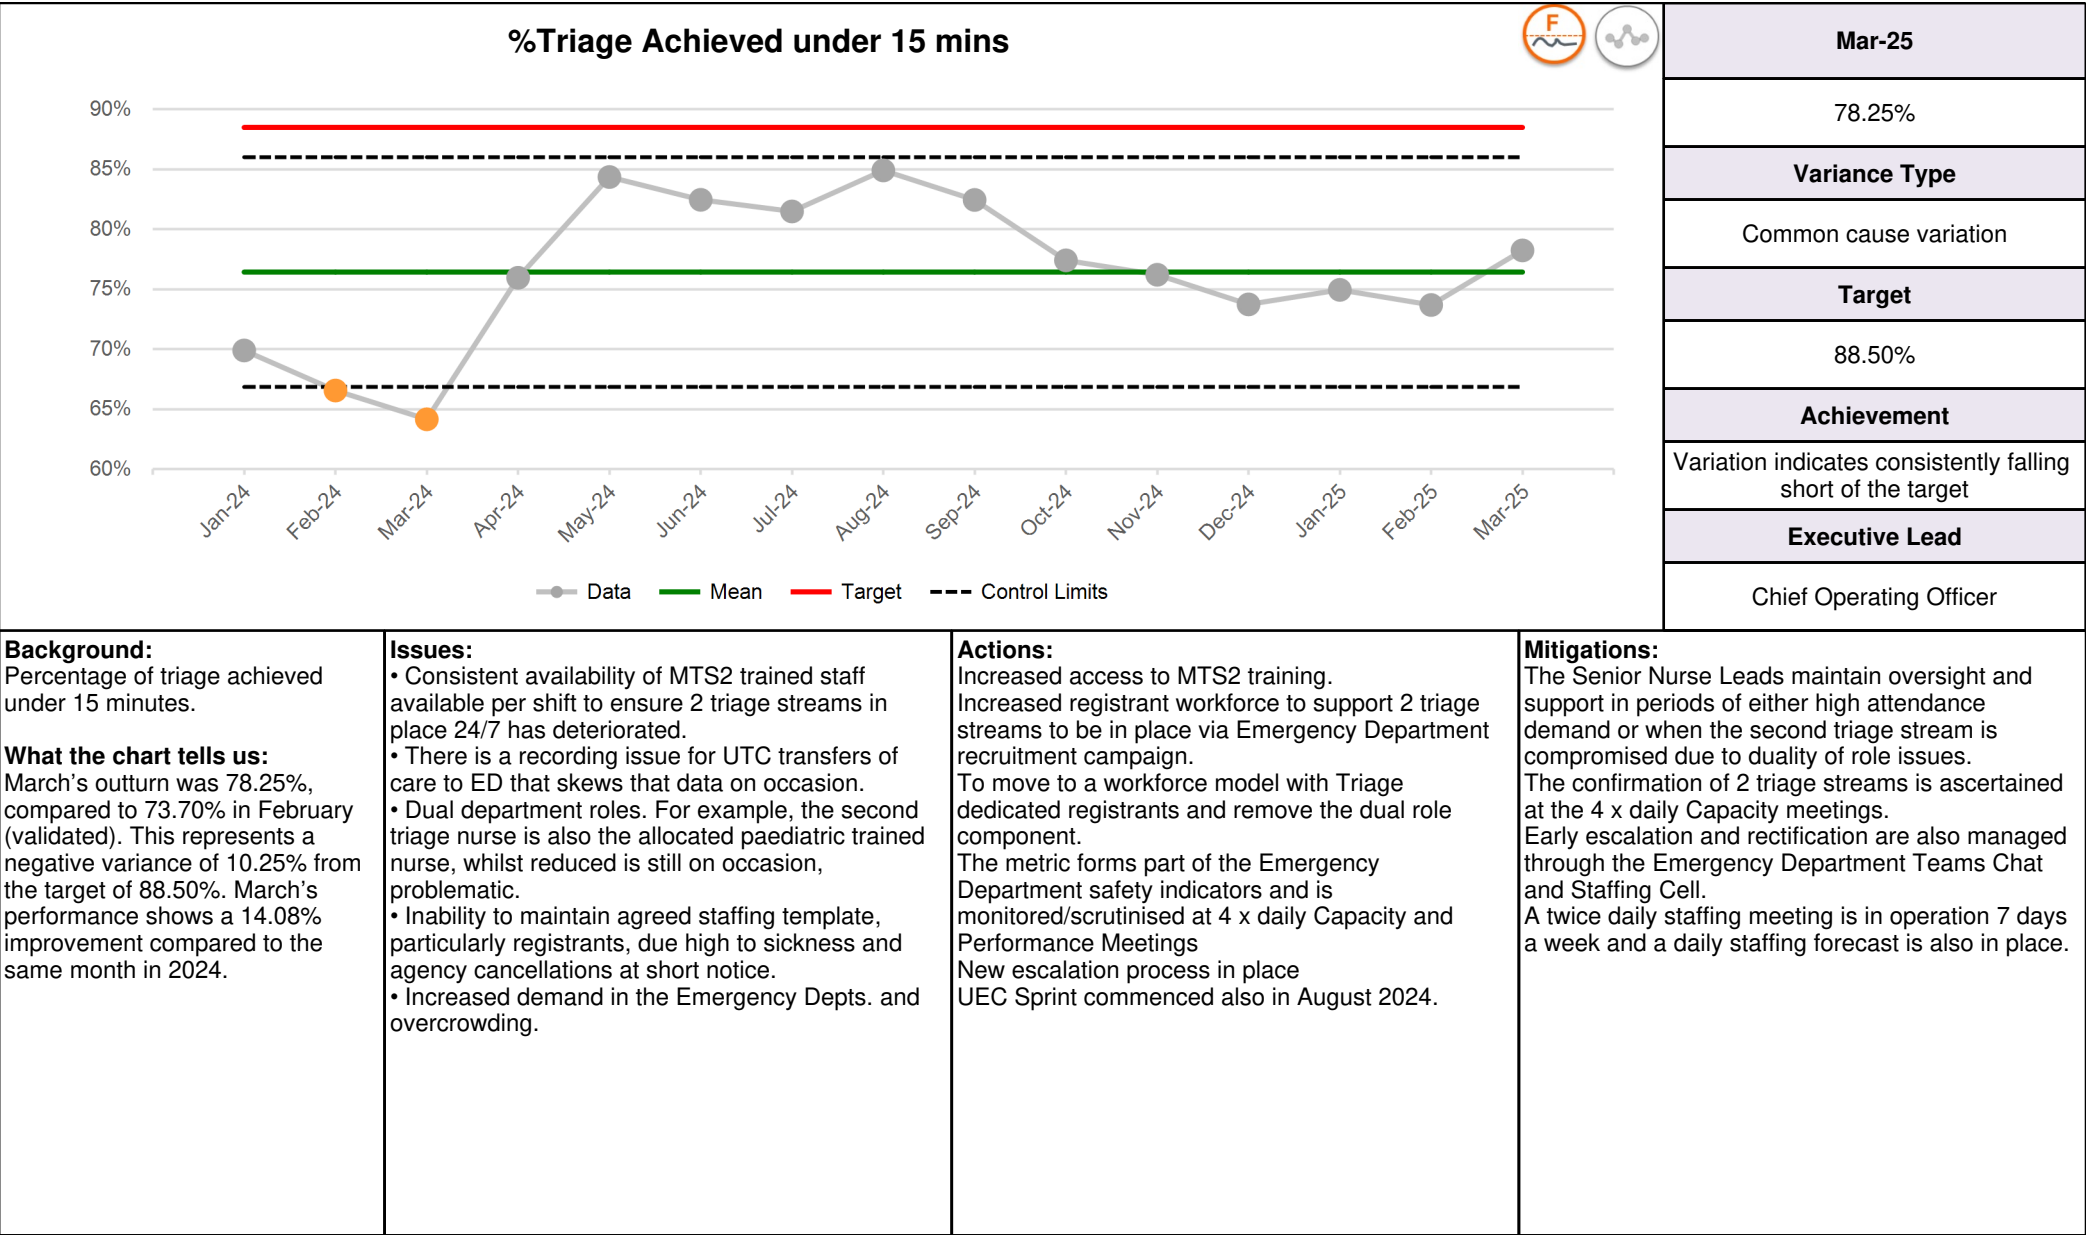 %Triage Achieved under 15 mins
F
90%
85%
80%
75%
70%
65%
60%
Jan-24
Feb-24
Mar-24
Apr-24
May-24
Jun-24
Jul-24
Aug-24
Sep-24
Oct-24
Nov-24
Dec-24
Jan-25
Feb-25
Mar-25
Data
Mean
Target
Control Limits
Mar-25
78.25%
Variance Type
Common cause variation
Target
88.50%
Achievement
Variation indicates consistently falling
short of the target
Executive Lead
Chief Operating Officer
Background:
Percentage of triage achieved
under 15 minutes.
What the chart tells us:
March’s outturn was 78.25%,
compared to 73.70% in February
(validated). This represents a
negative variance of 10.25% from
the target of 88.50%. March’s
performance shows a 14.08%
improvement compared to the
same month in 2024.
Issues:
• Consistent availability of MTS2 trained staff
available per shift to ensure 2 triage streams in
place 24/7 has deteriorated.
• There is a recording issue for UTC transfers of
care to ED that skews that data on occasion.
• Dual department roles. For example, the second
triage nurse is also the allocated paediatric trained
nurse, whilst reduced is still on occasion,
problematic.
• Inability to maintain agreed staffing template,
particularly registrants, due high to sickness and
agency cancellations at short notice.
• Increased demand in the Emergency Depts. and
overcrowding.
Actions:
Increased access to MTS2 training.
Increased registrant workforce to support 2 triage
streams to be in place via Emergency Department
recruitment campaign.
To move to a workforce model with Triage
dedicated registrants and remove the dual role
component.
The metric forms part of the Emergency
Department safety indicators and is
monitored/scrutinised at 4 x daily Capacity and
Performance Meetings
New escalation process in place
UEC Sprint commenced also in August 2024.
Mitigations:
The Senior Nurse Leads maintain oversight and
support in periods of either high attendance
demand or when the second triage stream is
compromised due to duality of role issues.
The confirmation of 2 triage streams is ascertained
at the 4 x daily Capacity meetings.
Early escalation and rectification are also managed
through the Emergency Department Teams Chat
and Staffing Cell.
A twice daily staffing meeting is in operation 7 days
a week and a daily staffing forecast is also in place.